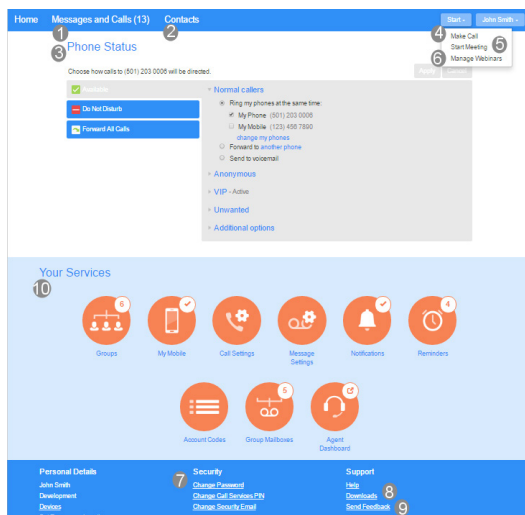 Home Messages and Calls (13) Contacts Start John Smith
1 2 4 Make Call
3 Phone Status Start Meeting 5
6 Manage Webinars
Choose how calls to (501) 203 0006 will be directed. Apply Cancel
Available Normal callers
Do Not Disturb Ring my phones at the same time:
My Phone (501) 203 0006
Forward All Calls My Mobile (123) 456 7890
change my phones
Forward to another phone
Send to voicemail
Anonymous
VIP - Active
Unwanted
Additional options
Your Services
10
6 5 4
Groups My Mobile Call Settings Message Settings Notifications Reminders
Account Codes Group Mailboxes Agent Dashboard
Personal Details Security Support
John Smith 7 Change Password Help
Development Change Call Services PIN Downloads 8
Devices Change Security Email Send Feedback 9